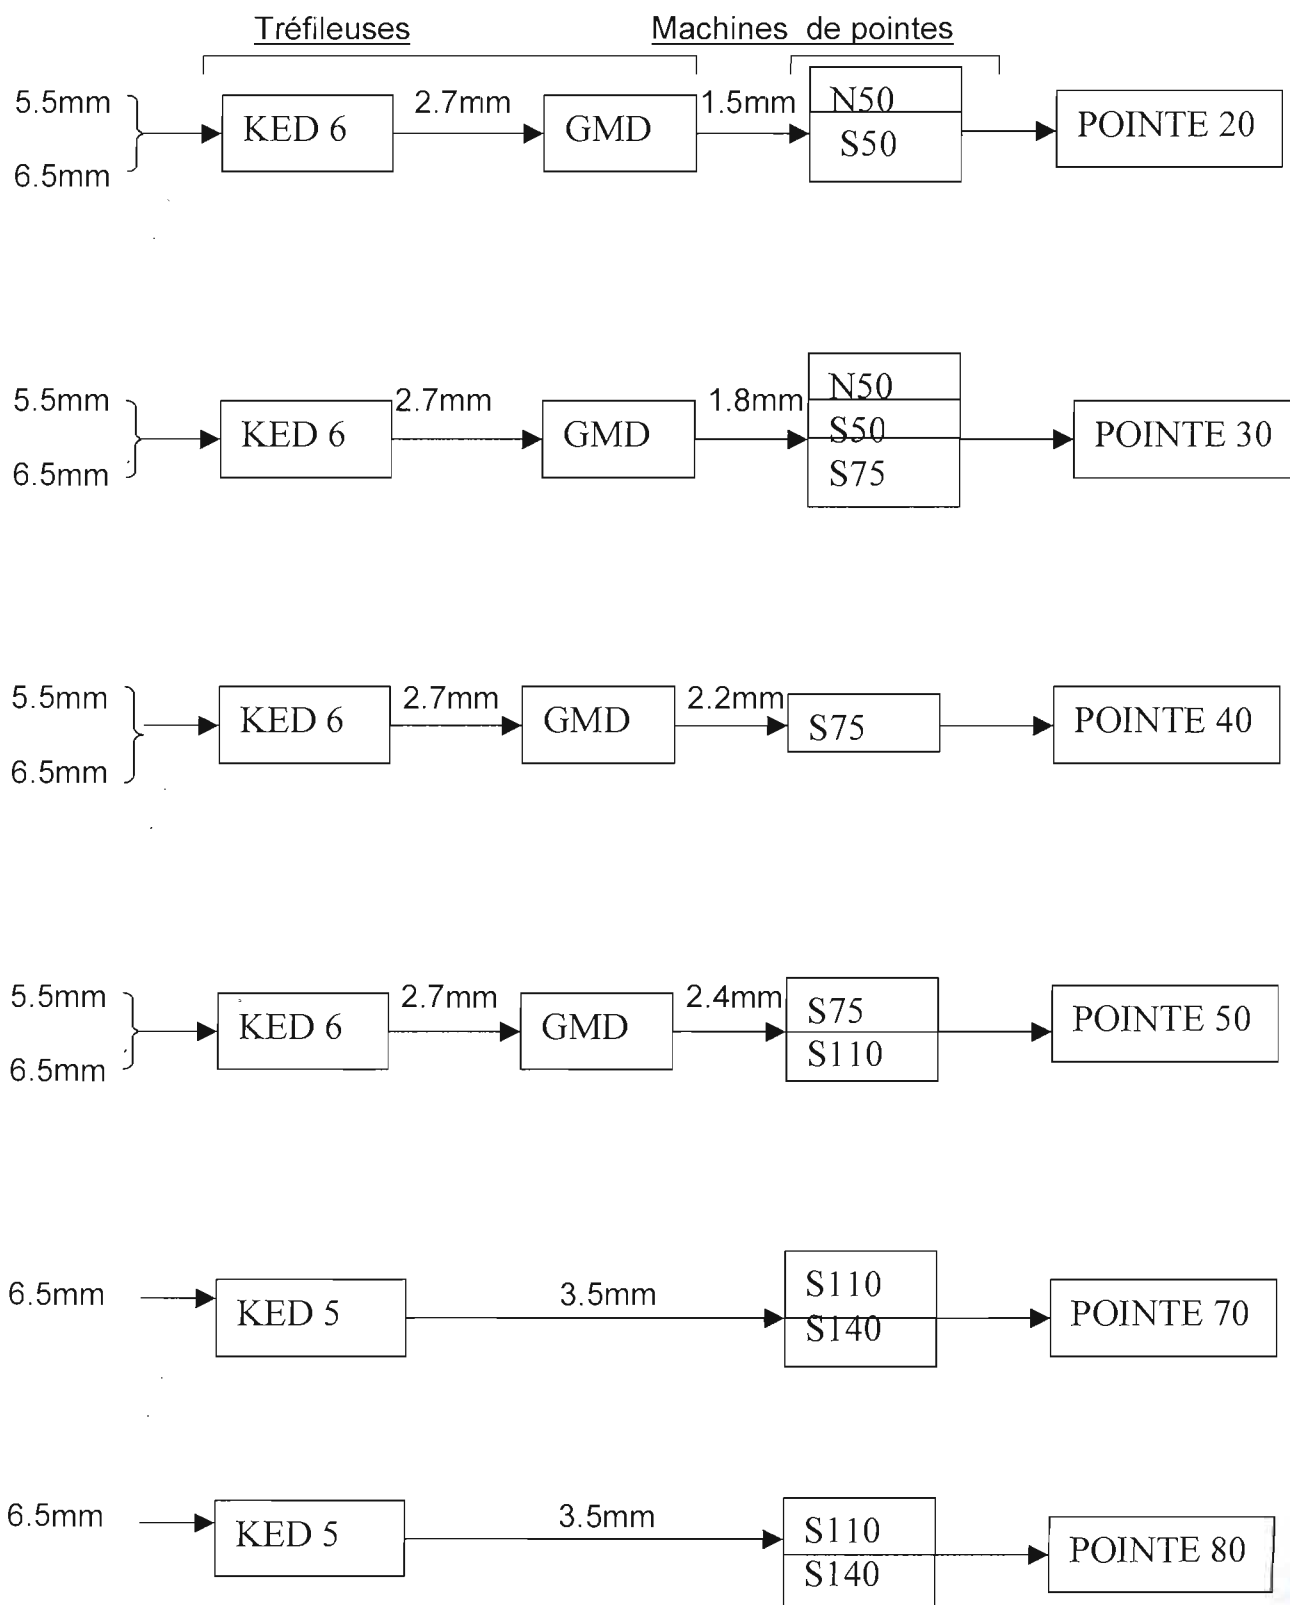 Tréfileuses
Machines de pointes
5.5mm
6.5mm
KED 6
2.7mm
GMD
1.5mm
N50
S50
POINTE 20
5.5mm
6.5mm
KED 6
2.7mm
GMD
1.8mm
N50
S50
S75
POINTE 30
5.5mm
6.5mm
KED 6
2.7mm
GMD
2.2mm
S75
POINTE 40
5.5mm
6.5mm
KED 6
2.7mm
GMD
2.4mm
S75
S110
POINTE 50
6.5mm
KED 5
3.5mm
S110
S140
POINTE 70
6.5mm
KED 5
3.5mm
S110
S140
POINTE 80